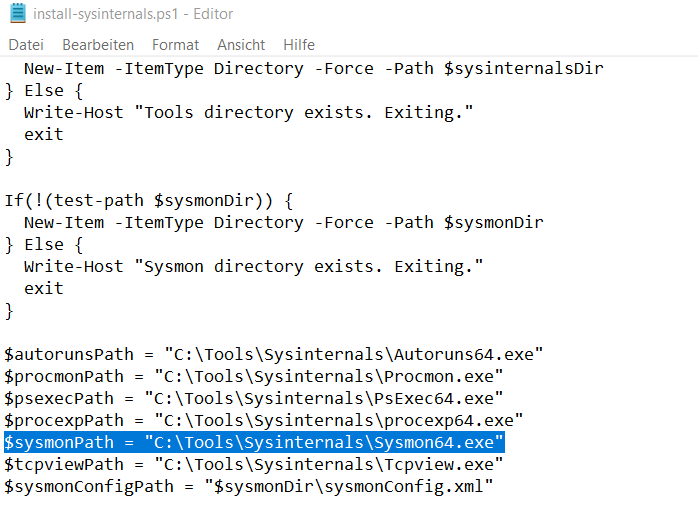 install-sysinternals.ps1 - Editor
Datei Bearbeiten Format Ansicht Hilfe
New-Item -ItemType Directory -Force -Path $sysinternalsDir
} Else {
Write-Host "Tools directory exists. Exiting."
exit
}
If(!(test-path $sysmonDir)) {
New-Item -ItemType Directory -Force -Path $sysmonDir
} Else {
Write-Host "Sysmon directory exists. Exiting."
exit
}
$autorunsPath = "C:\Tools\Sysinternals\Autoruns64.exe"
$procmonPath = "C:\Tools\Sysinternals\Procmon.exe"
$psexecPath = "C:\Tools\Sysinternals\PsExec64.exe"
$procexpPath = "C:\Tools\Sysinternals\procexp64.exe"
$sysmonPath = "C:\Tools\Sysinternals\Sysmon64.exe"
$tcpviewPath = "C:\Tools\Sysinternals\Tcpview.exe"
$sysmonConfigPath = "$sysmonDir\sysmonConfig.xml"